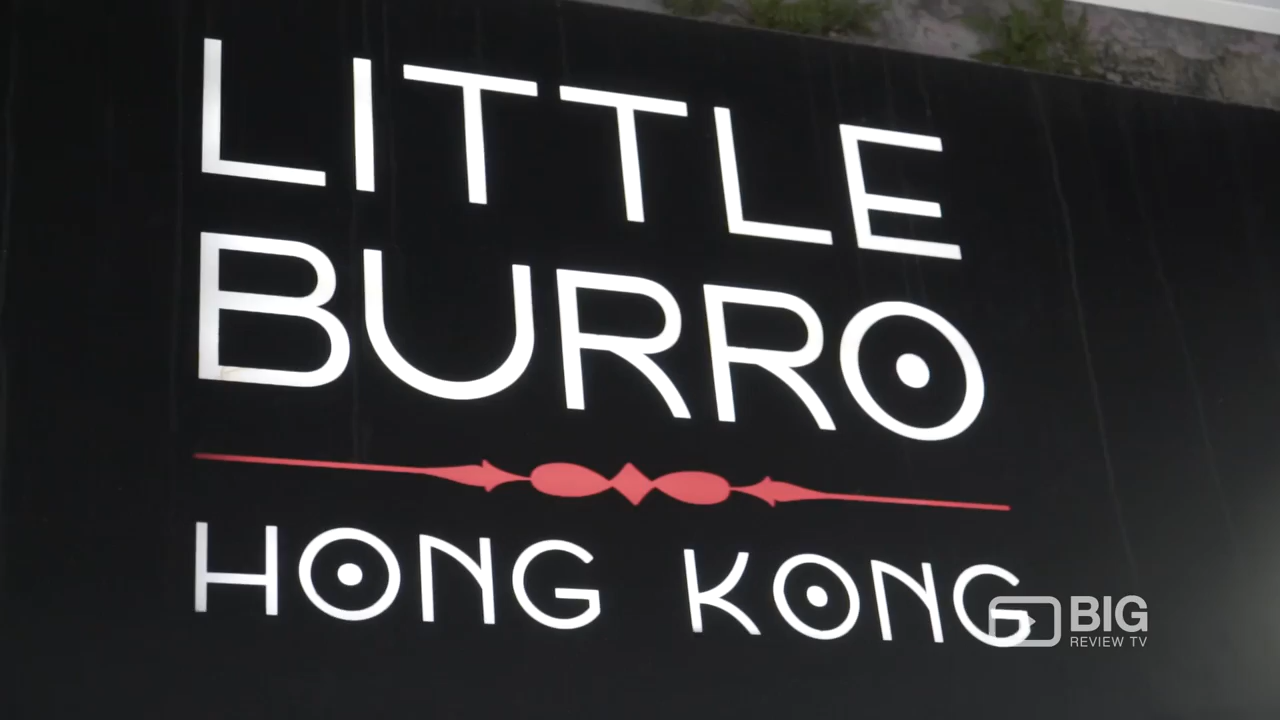 LITTLE
BURRO
HONG KONG
BIG
REVIEW TV